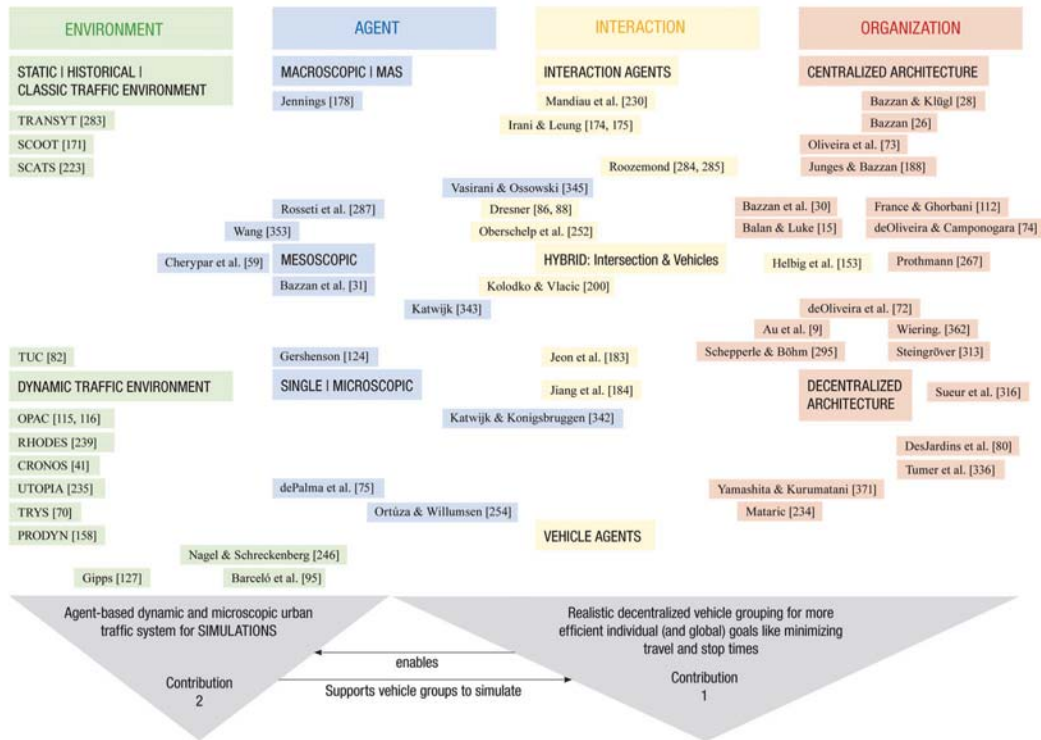 ENVIRONMENT
AGENT
INTERACTION
ORGANIZATION
STATIC | HISTORICAL |
CLASSIC TRAFFIC ENVIRONMENT
MACROSCOPIC | MAS
INTERACTION AGENTS
CENTRALIZED ARCHITECTURE
Jennings [178]
Mandiau et al. [230]
Bazzan & Klügl [28]
TRANSYT [283]
Irani & Leung [174, 175]
Bazzan [26]
SCOOT [171]
Oliveira et al. [73]
SCATS [223]
Roozemond [284, 285]
Junges & Bazzan [188]
Vasirani & Ossowski [345]
Rosseti et al. [287]
Dresner [86, 88]
Bazzan et al. [30]
France & Ghorbani [112]
Wang [353]
Oberschelp et al. [252]
Balan & Luke [15]
deOliveira & Camponogara [74]
Cherypar et al. [59]
MESOSCOPIC
HYBRID: Intersection & Vehicles
Helbig et al. [153]
Prothmann [267]
Bazzan et al. [31]
Kolodko & Vlacic [200]
Katwijk [343]
deOliveira et al. [72]
Au et al. [9]
Wiering. [362]
TUC [82]
Gershenson [124]
Jeon et al. [183]
Schepperle & Böhm [295]
Steingröver [313]
DYNAMIC TRAFFIC ENVIRONMENT
SINGLE | MICROSCOPIC
Jiang et al. [184]
DECENTRALIZED
ARCHITECTURE
Sueur et al. [316]
OPAC [115, 116]
Katwijk & Konigsbruggen [342]
RHODES [239]
DesJardins et al. [80]
CRONOS [41]
Tumer et al. [336]
UTOPIA [235]
dePalma et al. [75]
Yamashita & Kurumatani [371]
TRYS [70]
Ortúza & Willumsen [254]
Mataric [234]
PRODYN [158]
VEHICLE AGENTS
Nagel & Schreckenberg [246]
Gipps [127]
Barceló et al. [95]
Agent-based dynamic and microscopic urban
traffic system for SIMULATIONS
Realistic decentralized vehicle grouping for more
efficient individual (and global) goals like minimizing
travel and stop times
enables
Supports vehicle groups to simulate
Contribution
2
Contribution
1